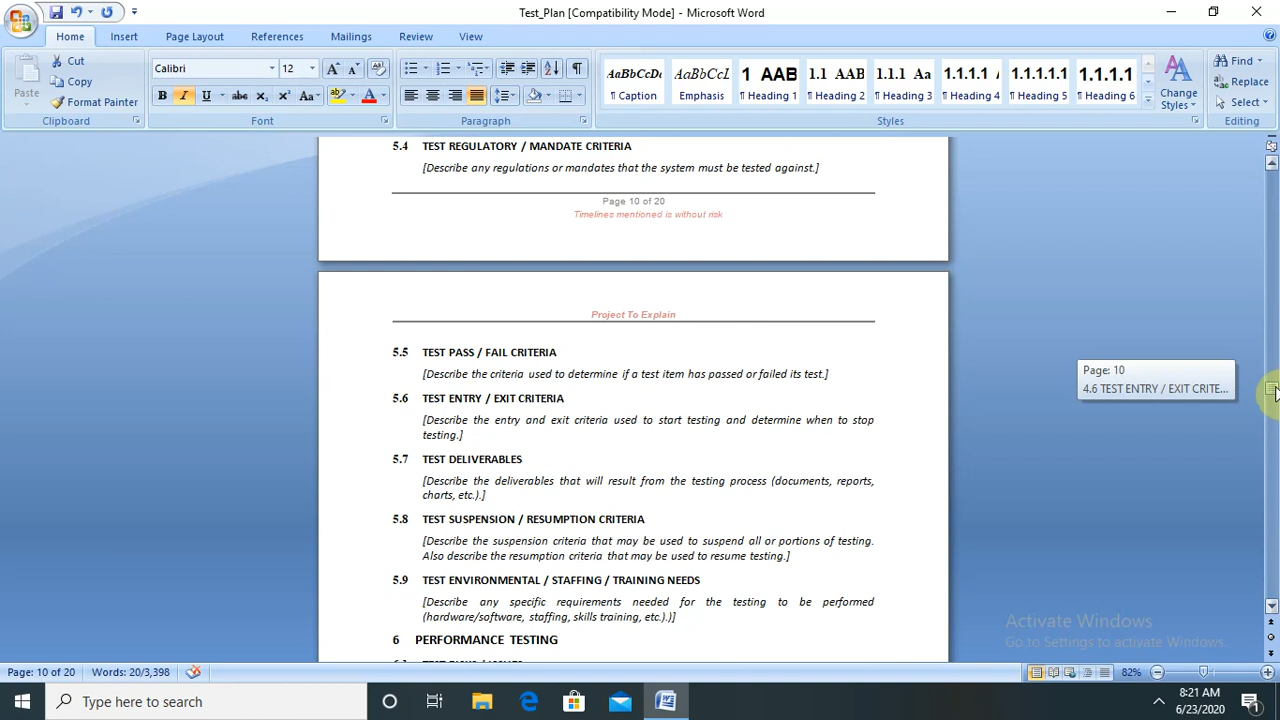 Test_Plan [Compatibility Mode] - Microsoft Word
Home Insert Page Layout References Mailings Review View
Paste
Cut
Copy
Format Painter
Clipboard
Calibri 12
Font
Paragraph
AaBbCcDc AaBbCcL 1 AAB 1.1 AAB 1.1.1 Aa 1.1.1.1 A 1.1.1.1.1 1.1.1.1
¶ Caption Emphasis ¶ Heading 1 ¶ Heading 2 ¶ Heading 3 ¶ Heading 4 ¶ Heading 5 ¶ Heading 6
Change
Styles
Styles
Find
Replace
Select
Editing
5.4 TEST REGULATORY / MANDATE CRITERIA
[Describe any regulations or mandates that the system must be tested against.]
Page 10 of 20
Timelines mentioned is without risk
Project To Explain
5.5 TEST PASS / FAIL CRITERIA
[Describe the criteria used to determine if a test item has passed or failed its test.]
5.6 TEST ENTRY / EXIT CRITERIA
[Describe the entry and exit criteria used to start testing and determine when to stop
testing.]
5.7 TEST DELIVERABLES
[Describe the deliverables that will result from the testing process (documents, reports,
charts, etc.).]
5.8 TEST SUSPENSION / RESUMPTION CRITERIA
[Describe the suspension criteria that may be used to suspend all or portions of testing.
Also describe the resumption criteria that may be used to resume testing.]
5.9 TEST ENVIRONMENTAL / STAFFING / TRAINING NEEDS
[Describe any specific requirements needed for the testing to be performed
(hardware/software, staffing, skills training, etc.).)]
6 PERFORMANCE TESTING
Page: 10
4.6 TEST ENTRY / EXIT CRITE...
Activate Windows
Go to Settings to activate Windows.
Page: 10 of 20 Words: 20/3,398 82%
Type here to search
8:21 AM
6/23/2020